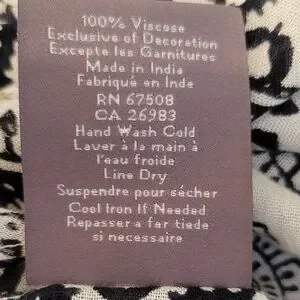 100% Viscose
Exclusive of Decoration
Excepte les Garnitures
Made in India
Fabriqué en Inde
RN 67508
CA 26983
Hand Wash Cold
Laver à la main à
l'eau froide
Line Dry
Suspendre pour sécher
Cool Iron If Needed
Repasser a fer tiede
si necessaire